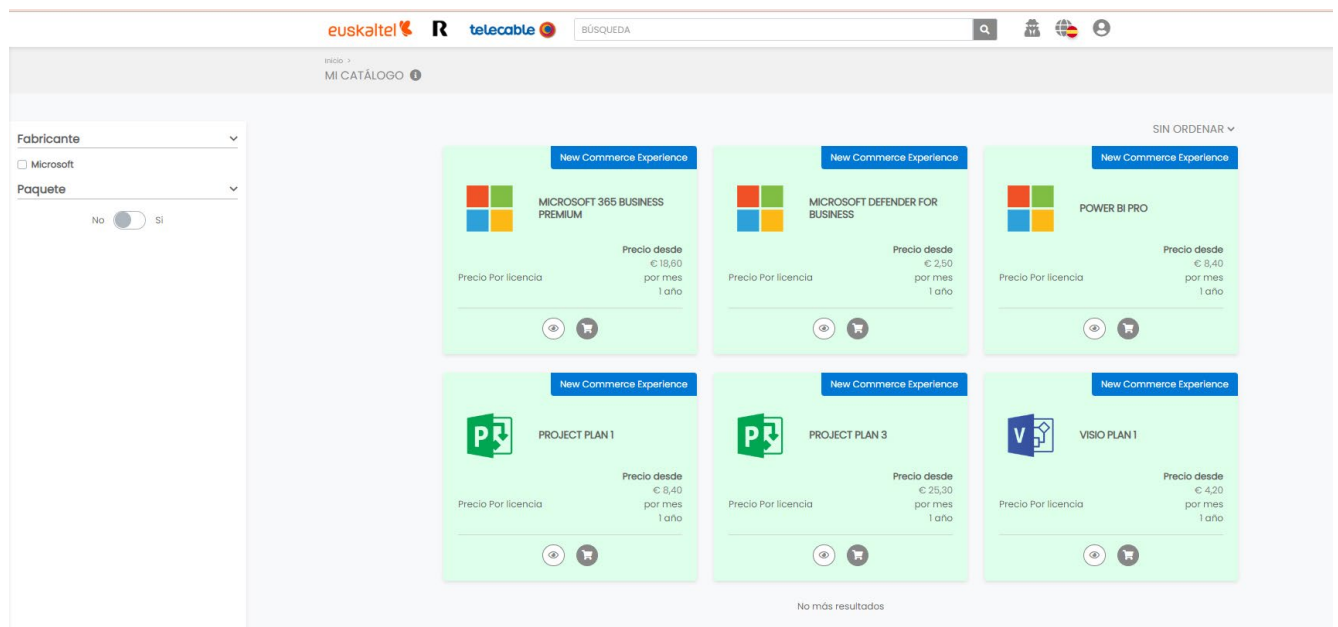 euskaltel R telecable BÚSQUEDA
Inicio >
MI CATÁLOGO
SIN ORDENAR
Fabricante
Microsoft
Paquete
No Si
New Commerce Experience
MICROSOFT 365 BUSINESS
PREMIUM
Precio desde
€ 18,60
Precio Por licencia por mes
1 año
New Commerce Experience
MICROSOFT DEFENDER FOR
BUSINESS
Precio desde
€ 2,50
Precio Por licencia por mes
1 año
New Commerce Experience
POWER BI PRO
Precio desde
€ 8,40
Precio Por licencia por mes
1 año
New Commerce Experience
P PROJECT PLAN 1
Precio desde
€ 8,40
Precio Por licencia por mes
1 año
New Commerce Experience
P PROJECT PLAN 3
Precio desde
€ 25,30
Precio Por licencia por mes
1 año
New Commerce Experience
V VISIO PLAN 1
Precio desde
€ 4,20
Precio Por licencia por mes
1 año
No más resultados